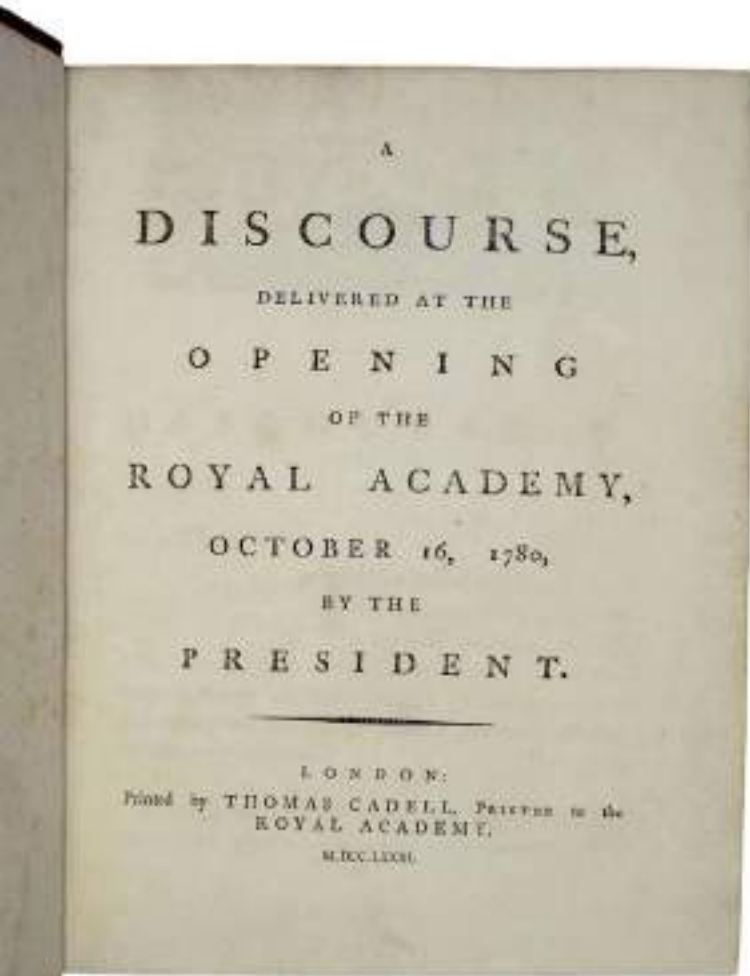 A
DISCOURSE,
DELIVERED AT THE
OPENING
OF THE
ROYAL ACADEMY,
OCTOBER 16, 1780,
BY THE
PRESIDENT.
LONDON:
Printed by THOMAS CADELL, PRINTER to the
ROYAL ACADEMY.